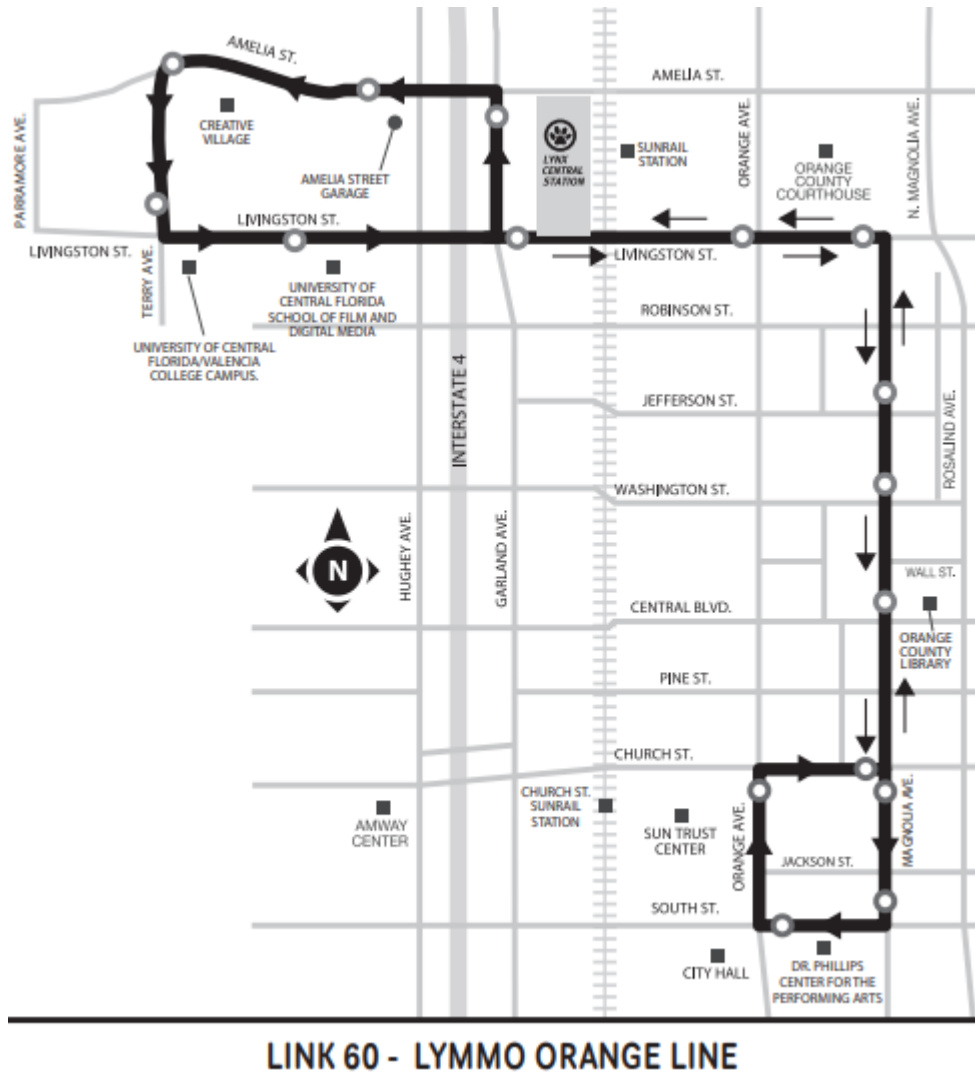 AMELIA ST.
AMELIA ST.
PARRAMORE AVE.
CREATIVE
VILLAGE
AMELIA STREET
GARAGE
LYNX
CENTRAL
STATION
SUNRAIL
STATION
ORANGE AVE.
ORANGE
COUNTY
COURTHOUSE
N. MAGNOLIA AVE.
LIVINGSTON ST.
LIVINGSTON ST.
LIVINGSTON ST.
TERRY AVE.
UNIVERSITY OF
CENTRAL FLORIDA
SCHOOL OF FILM AND
DIGITAL MEDIA
UNIVERSITY OF CENTRAL
FLORIDA/VALENCIA
COLLEGE CAMPUS.
ROBINSON ST.
INTERSTATE 4
JEFFERSON ST.
ROSALIND AVE.
WASHINGTON ST.
HUGHEY AVE.
GARLAND AVE.
N
WALL ST.
CENTRAL BLVD.
ORANGE
COUNTY
LIBRARY
PINE ST.
CHURCH ST.
CHURCH ST.
SUNRAIL
STATION
AMWAY
CENTER
SUN TRUST
CENTER
ORANGE AVE.
MAGNOLIA AVE.
JACKSON ST.
SOUTH ST.
CITY HALL
DR. PHILLIPS
CENTER FOR THE
PERFORMING ARTS
LINK 60 - LYMMO ORANGE LINE